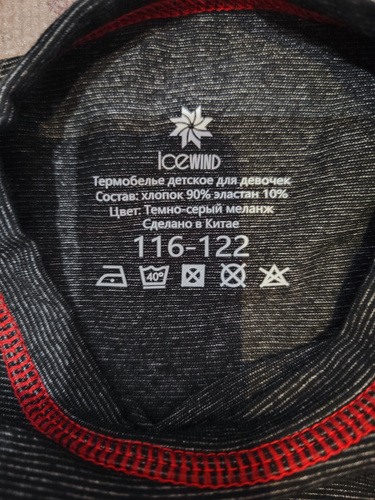 IceWIND
Термобелье детское для девочек
Состав: хлопок 90% эластан 10%
Цвет: Темно-серый меланж
Сделано в Китае
116-122
40°